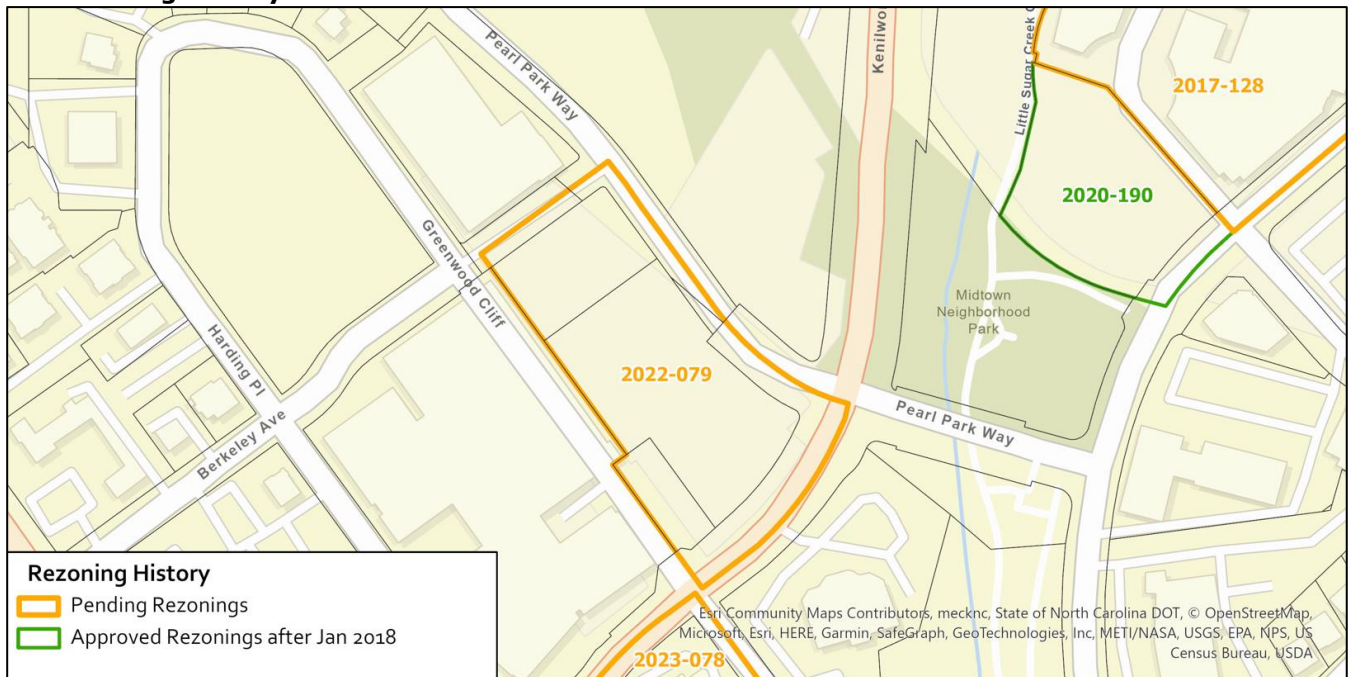 Pearl Park Way
Kenilwo
Little Sugar Creek
2017-128
2020-190
Greenwood Cliff
Midtown
Neighborhood
Park
Harding Pl
2022-079
Berkeley Ave
Pearl Park Way
Rezoning History
Pending Rezonings
Approved Rezonings after Jan 2018
2023-078
Esri Community Maps Contributors, mecknc, State of North Carolina DOT, © OpenStreetMap,
Microsoft, Esri, HERE, Garmin, SafeGraph, GeoTechnologies, Inc, METI/NASA, USGS, EPA, NPS, US
Census Bureau, USDA